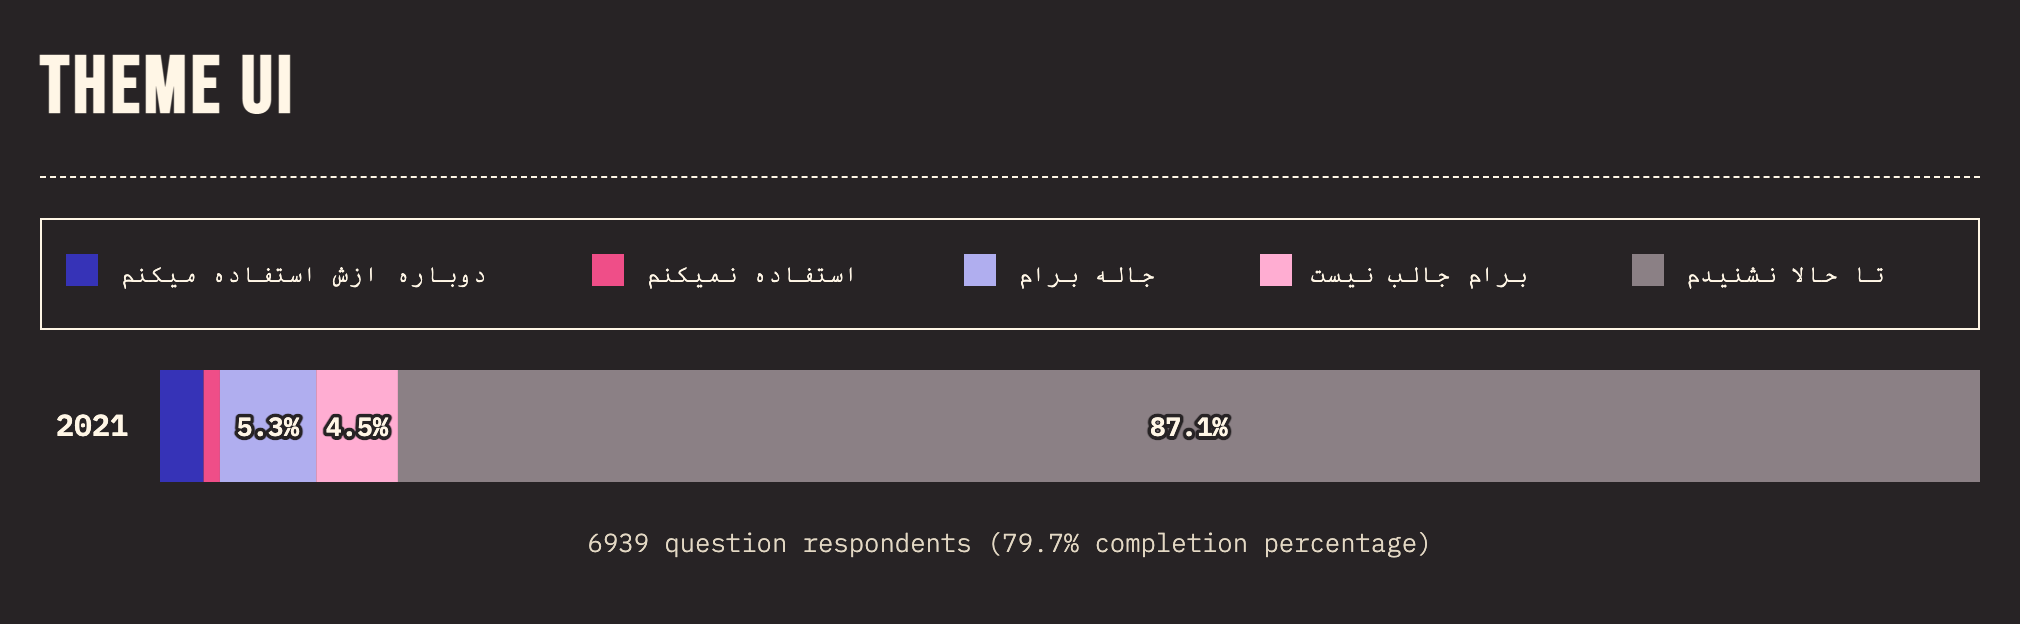 THEME UI
دوباره ازش استفاده میکنم
استفاده نمیکنم
جاله برام
برام جالب نیست
تا حالا نشنیدم
2021
5.3%
4.5%
87.1%
6939 question respondents (79.7% completion percentage)